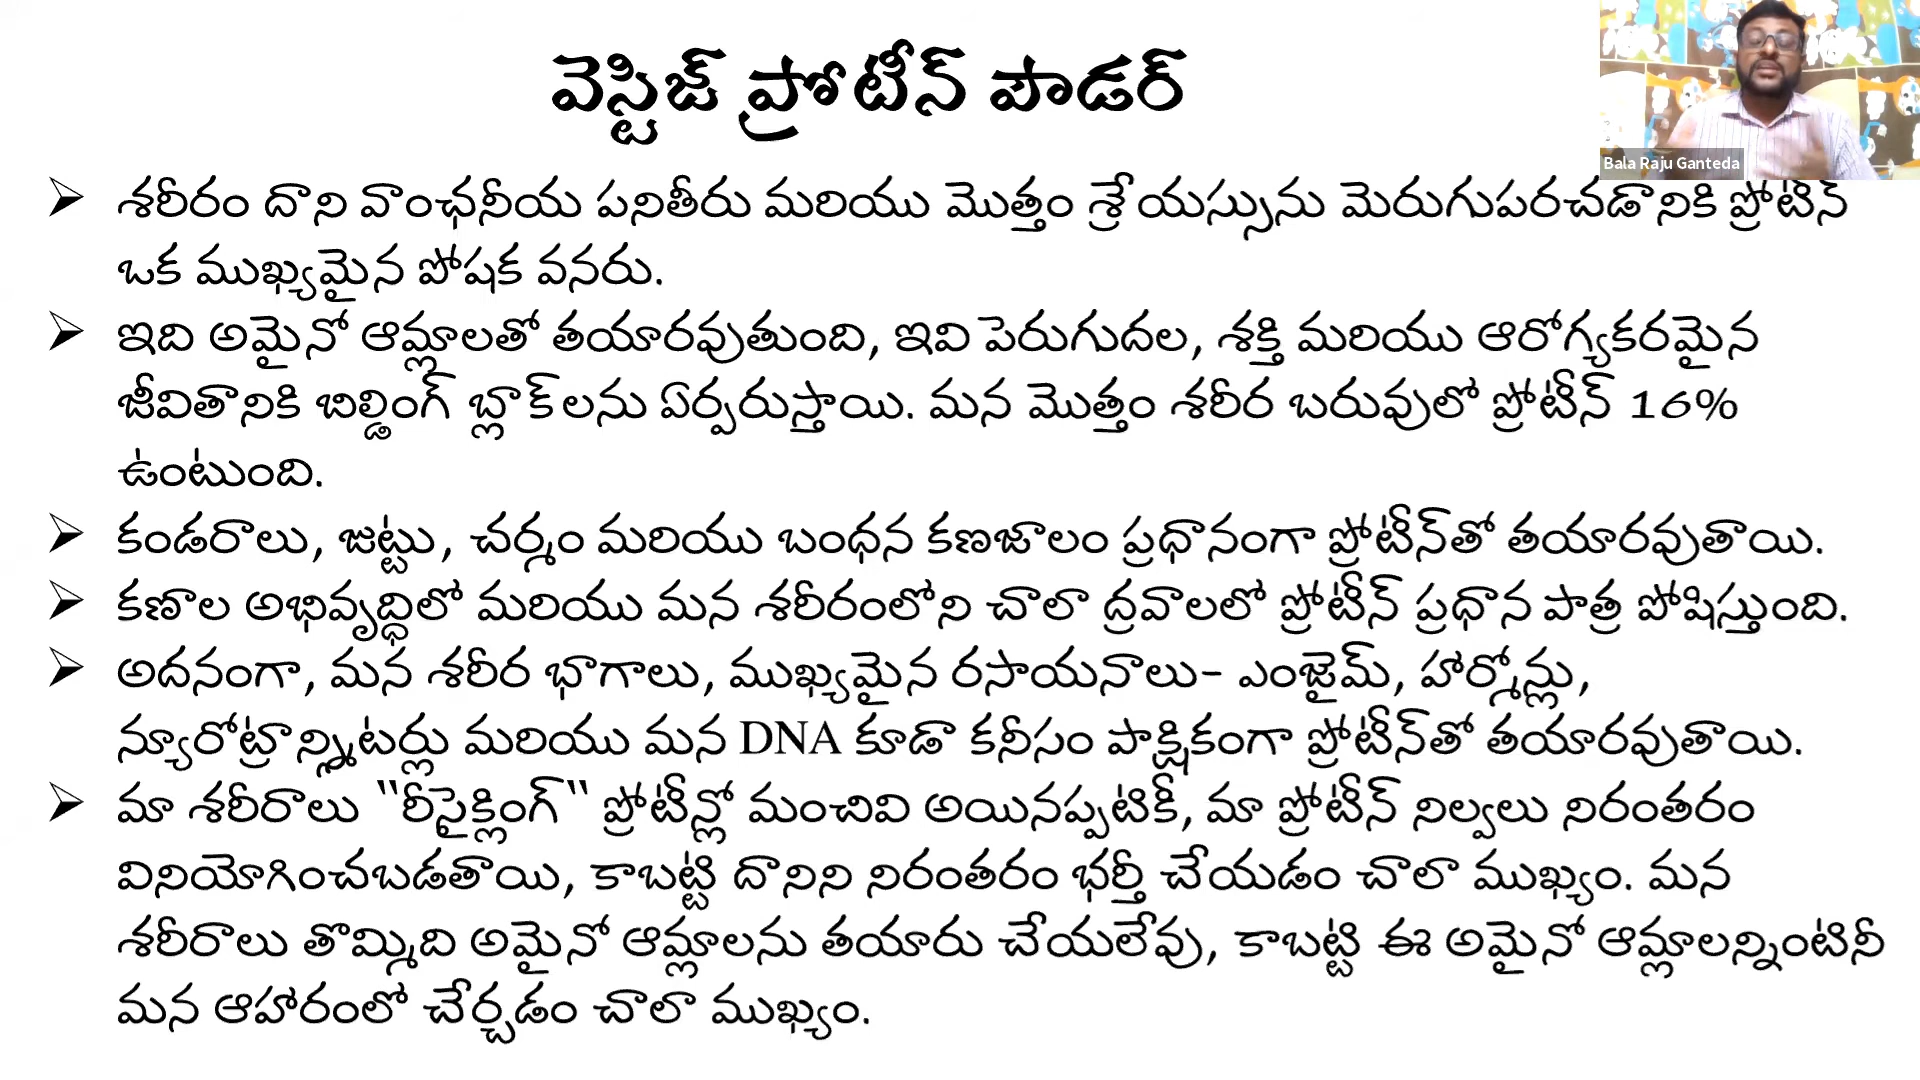 వెస్టిజ్ ప్రోటీన్ పౌడర్
Bala Raju Ganteda
➢ శరీరం దాని వాంఛనీయ పనితీరు మరియు మొత్తం శ్రేయస్సును మెరుగుపరచడానికి ప్రోటీన్
ఒక ముఖ్యమైన పోషక వనరు.
➢ ఇది అమైనో ఆమ్లాలతో తయారవుతుంది, ఇవి పెరుగుదల, శక్తి మరియు ఆరోగ్యకరమైన
జీవితానికి బిల్డింగ్ బ్లాక్‌లను ఏర్పరుస్తాయి. మన మొత్తం శరీర బరువులో ప్రోటీన్ 16%
ఉంటుంది.
➢ కండరాలు, జుట్టు, చర్మం మరియు బంధన కణజాలం ప్రధానంగా ప్రోటీన్‌తో తయారవుతాయి.
➢ కణాల అభివృద్ధిలో మరియు మన శరీరంలోని చాలా ద్రవాలలో ప్రోటీన్ ప్రధాన పాత్ర పోషిస్తుంది.
➢ అదనంగా, మన శరీర భాగాలు, ముఖ్యమైన రసాయనాలు- ఎంజైమ్, హార్మోన్లు,
న్యూరోట్రాన్స్మిటర్లు మరియు మన DNA కూడా కనీసం పాక్షికంగా ప్రోటీన్‌తో తయారవుతాయి.
➢ మా శరీరాలు "రీసైక్లింగ్" ప్రోటీన్లో మంచివి అయినప్పటికీ, మా ప్రోటీన్ నిల్వలు నిరంతరం
వినియోగించబడతాయి, కాబట్టి దానిని నిరంతరం భర్తీ చేయడం చాలా ముఖ్యం. మన
శరీరాలు తొమ్మిది అమైనో ఆమ్లాలను తయారు చేయలేవు, కాబట్టి ఈ అమైనో ఆమ్లాలన్నింటినీ
మన ఆహారంలో చేర్చడం చాలా ముఖ్యం.